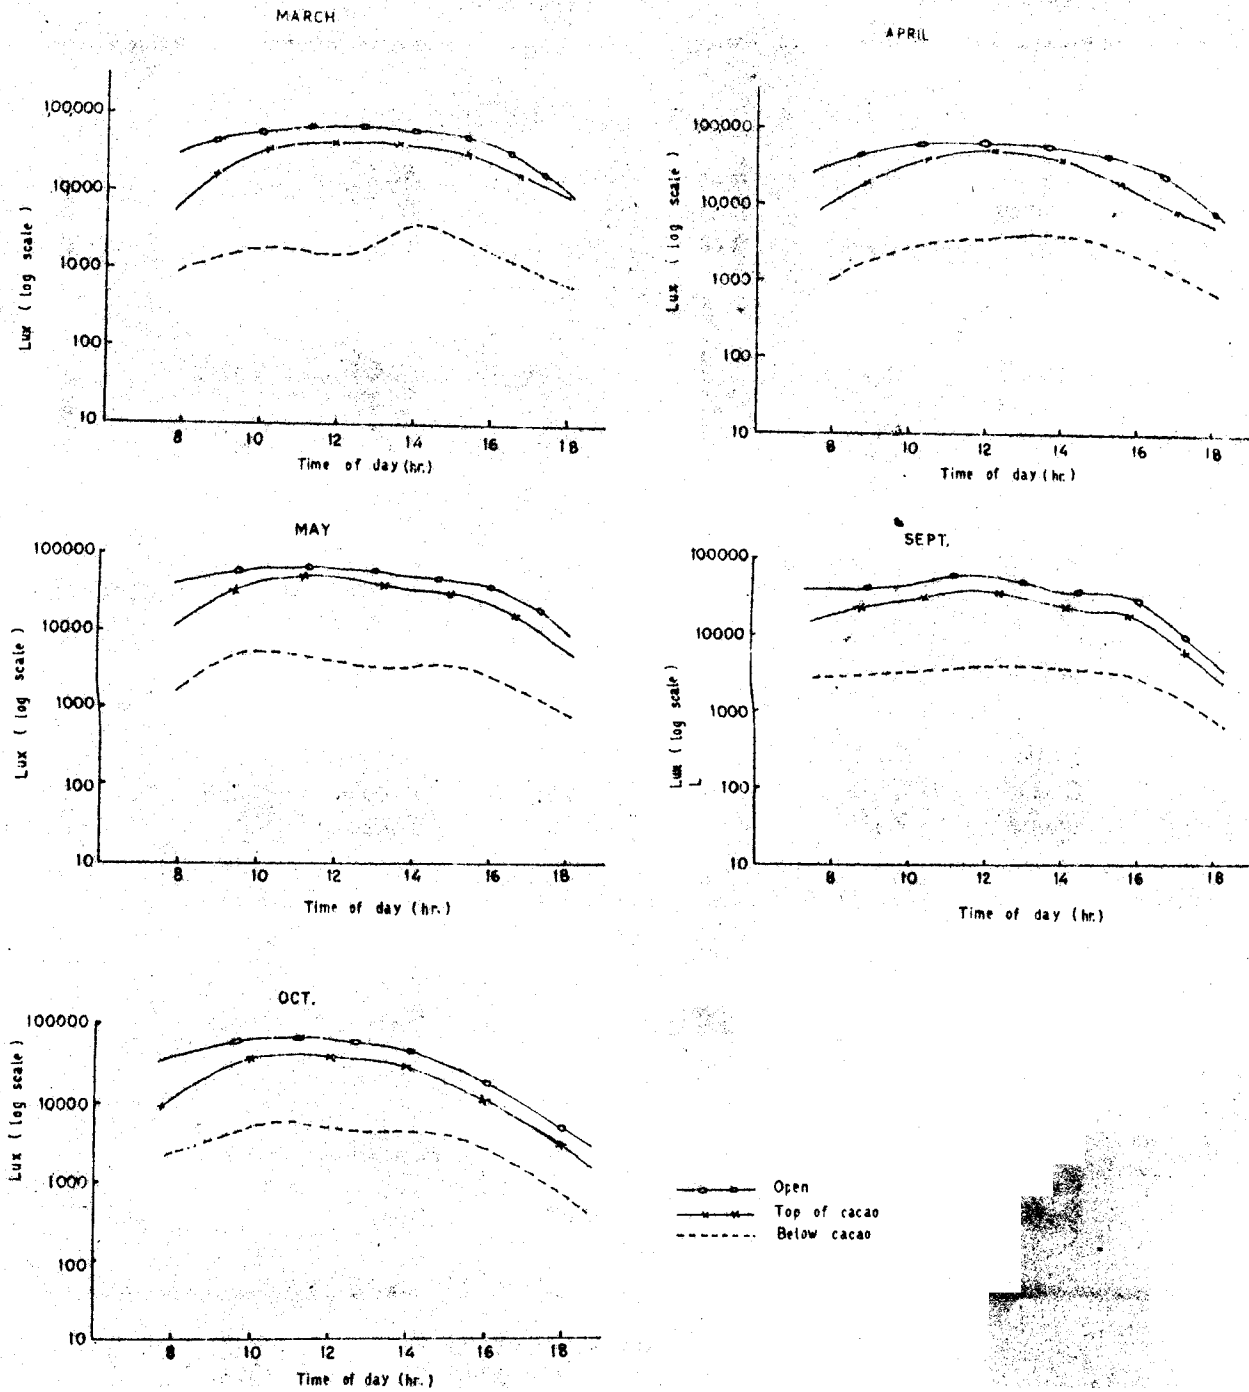 MARCH
100,000
10,000
1000
100
10
Lux ( log scale )
8 10 12 14 16 18
Time of day (hr.)
APRIL
100,000
10,000
1000
100
10
Lux ( log scale )
8 10 12 14 16 18
Time of day (hr.)
MAY
100000
10000
1000
100
10
Lux ( log scale )
8 10 12 14 16 18
Time of day (hr.)
SEPT.
100000
10000
1000
100
10
Lux ( log scale )
L
8 10 12 14 16 18
Time of day (hr.)
OCT.
100000
10000
1000
100
10
Lux ( log scale )
8 10 12 14 16 18
Time of day (hr.)
Open
Top of cacao
Below cacao